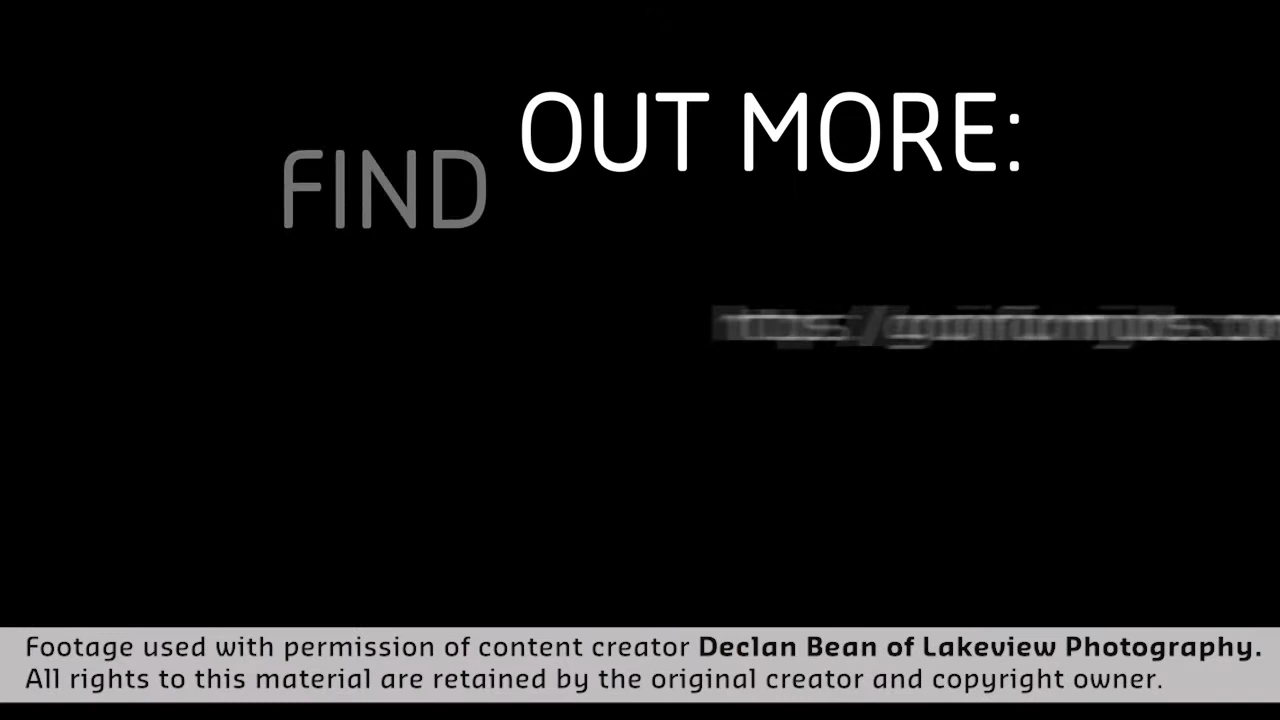 FIND OUT MORE:
Footage used with permission of content creator Declan Bean of Lakeview Photography.
All rights to this material are retained by the original creator and copyright owner.